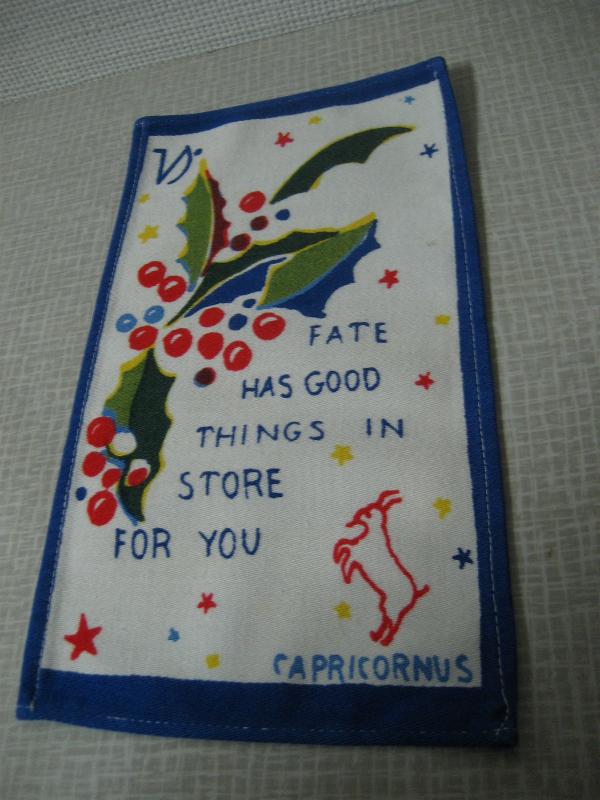 FATE
HAS GOOD
THINGS IN
STORE
FOR YOU
CAPRICORNUS